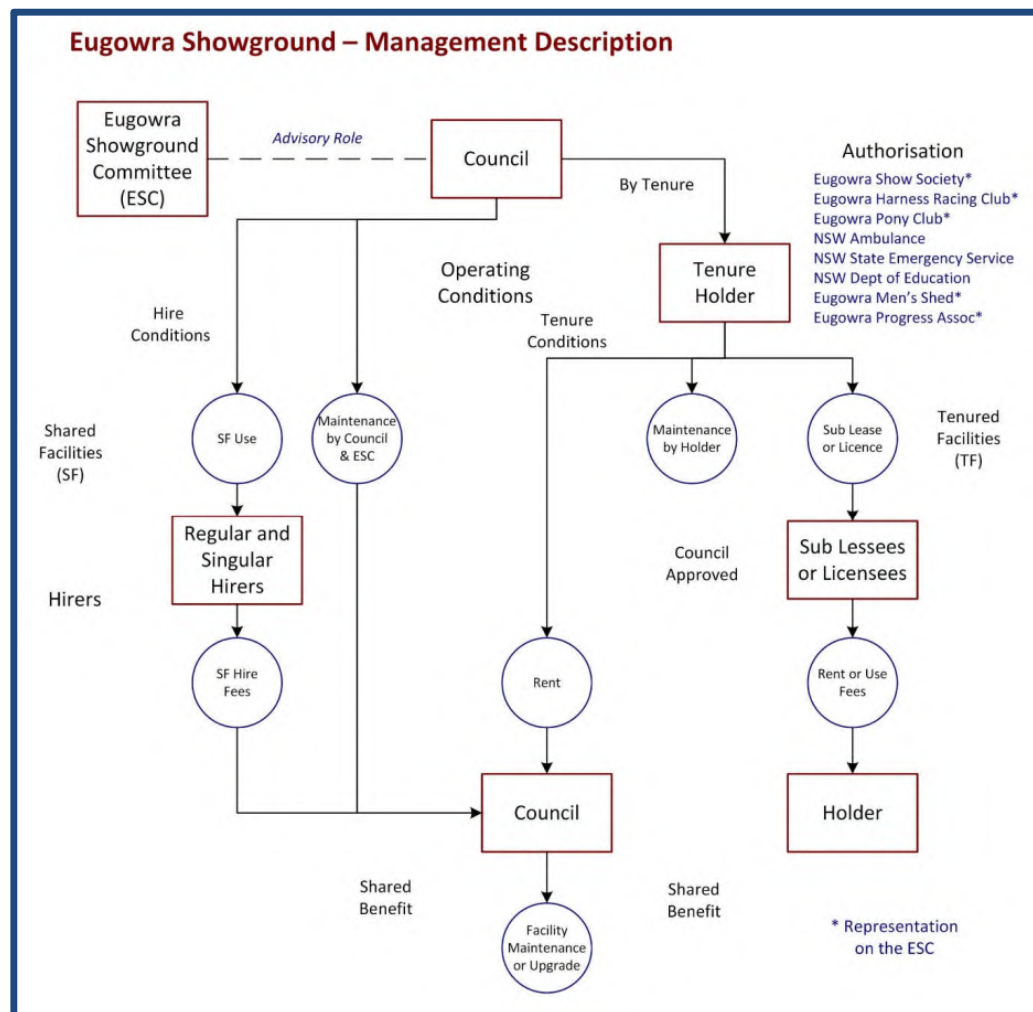 Eugowra Showground – Management Description
Eugowra
Showground
Committee
(ESC)
Advisory Role
Council
By Tenure
Authorisation
Eugowra Show Society*
Eugowra Harness Racing Club*
Eugowra Pony Club*
NSW Ambulance
NSW State Emergency Service
NSW Dept of Education
Eugowra Men's Shed*
Eugowra Progress Assoc*
Operating
Conditions
Tenure
Holder
Hire
Conditions
Tenure
Conditions
Shared
Facilities
(SF)
SF Use
Maintenance
by Council
& ESC
Maintenance
by Holder
Sub Lease
or Licence
Tenured
Facilities
(TF)
Regular and
Singular
Hirers
Council
Approved
Sub Lessees
or Licensees
Hirers
SF Hire
Fees
Rent
Rent or Use
Fees
Council
Holder
Shared
Benefit
Shared
Benefit
Facility
Maintenance
or Upgrade
* Representation
on the ESC